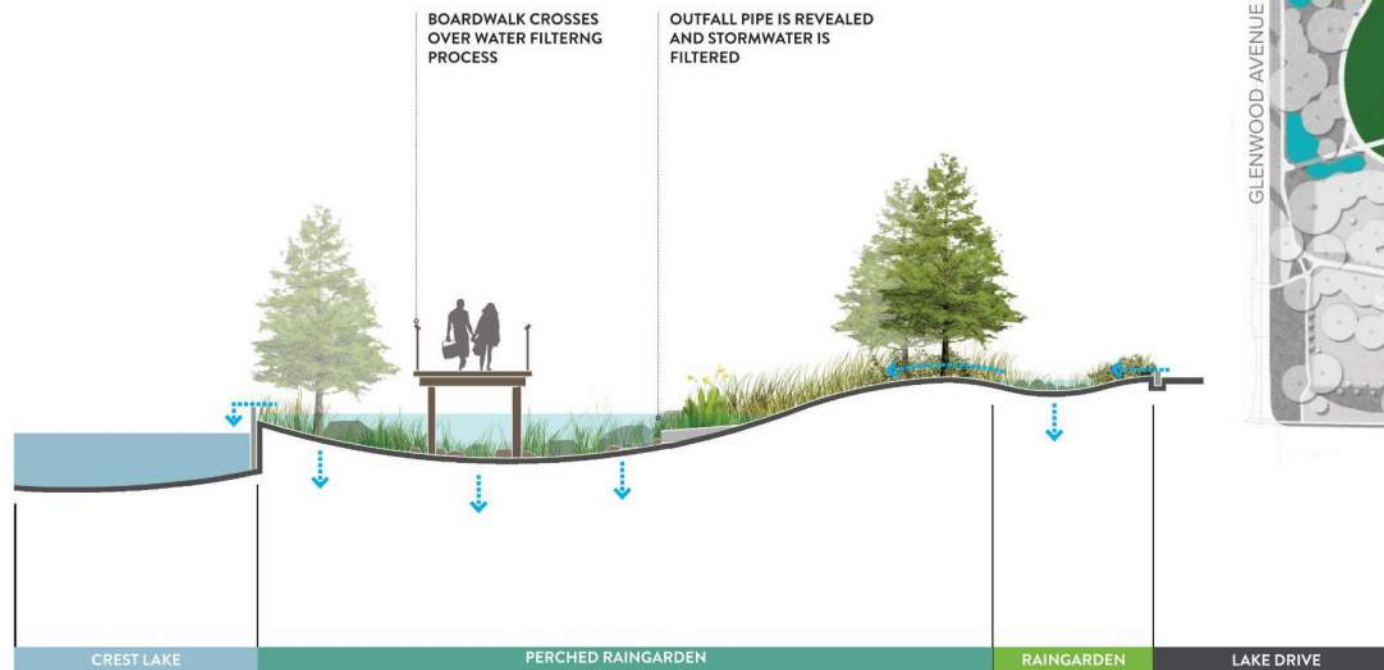 BOARDWALK CROSSES
OVER WATER FILTERNG
PROCESS
OUTFALL PIPE IS REVEALED
AND STORMWATER IS
FILTERED
GLENWOOD AVENUE
CREST LAKE
PERCHED RAINGARDEN
RAINGARDEN
LAKE DRIVE